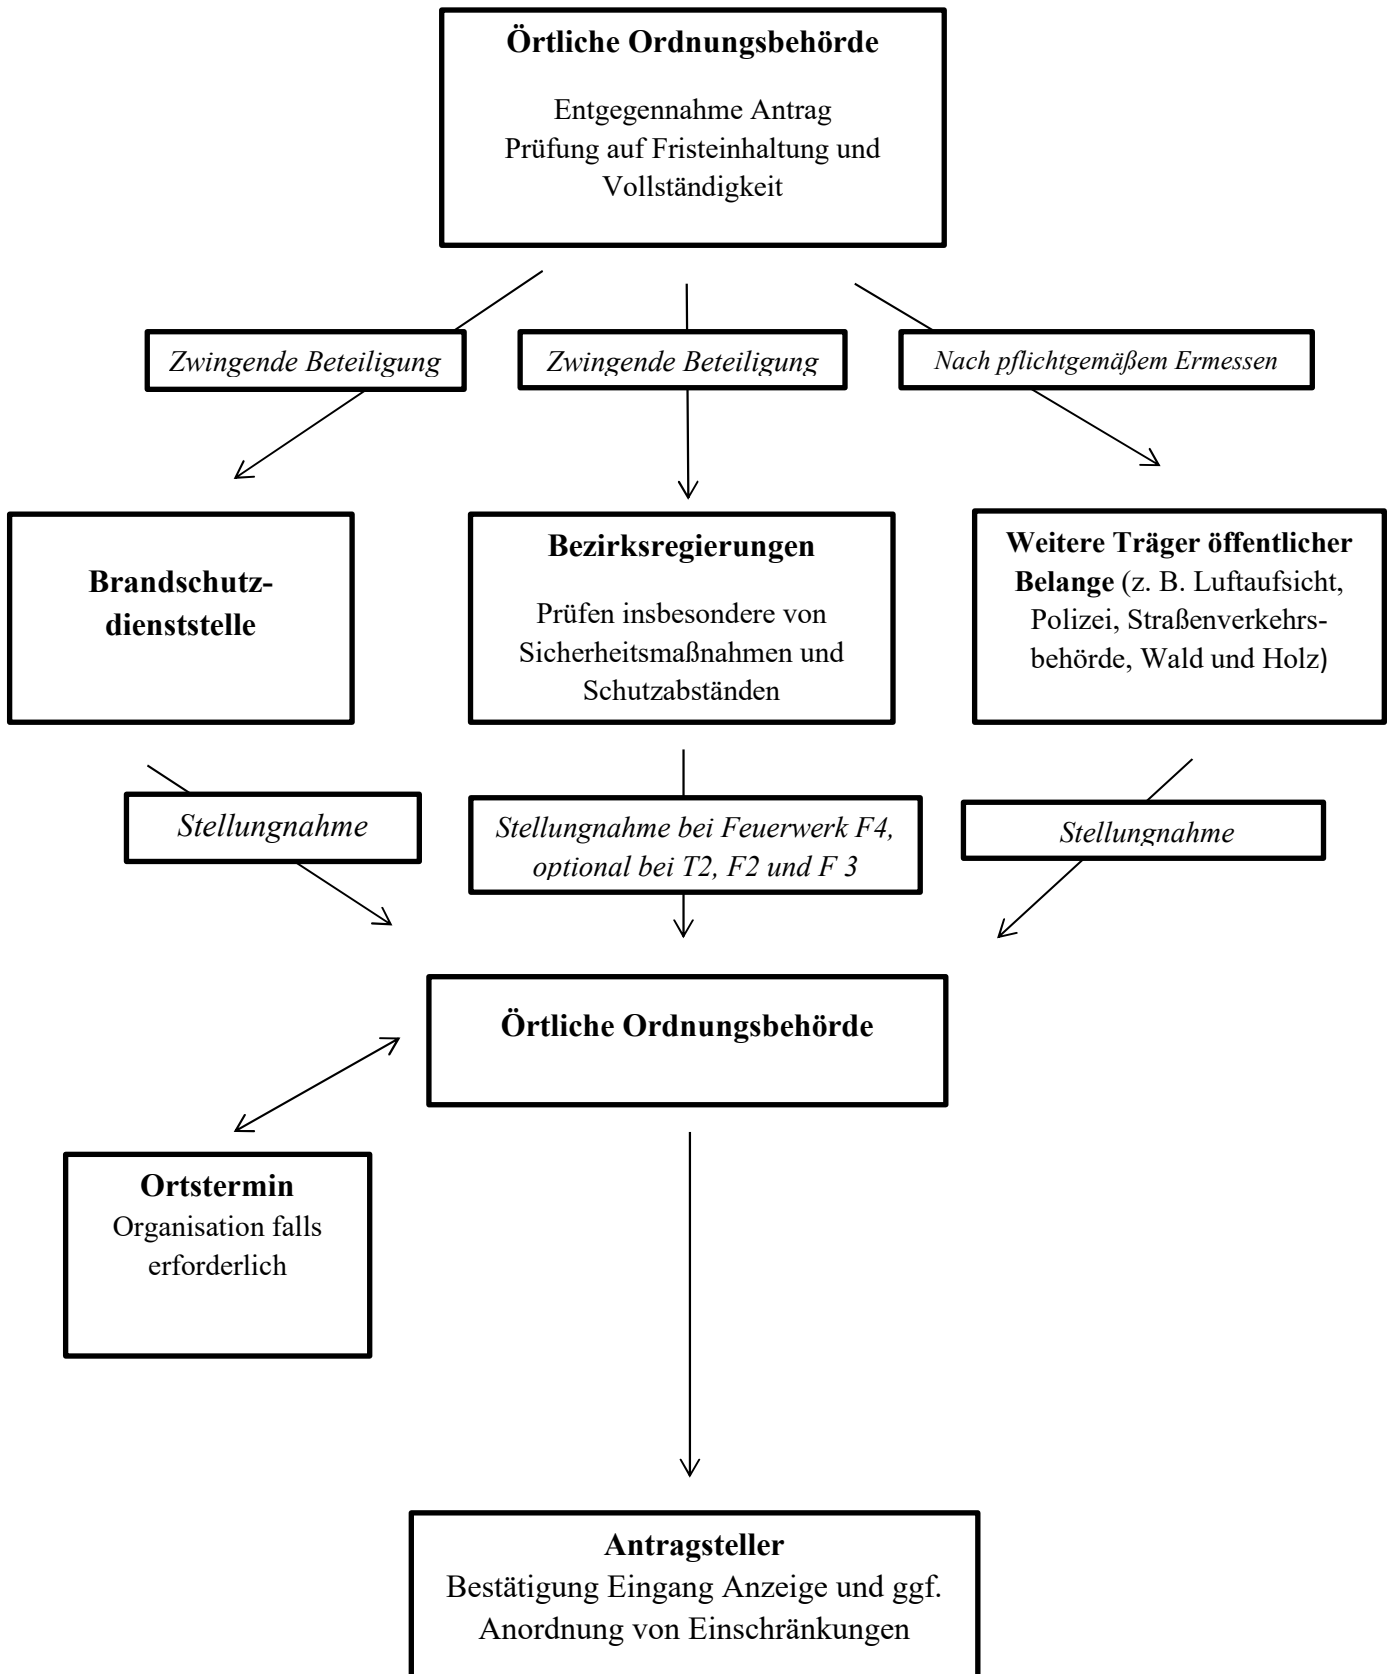 Örtliche Ordnungsbehörde
Entgegennahme Antrag
Prüfung auf Fristeinhaltung und
Vollständigkeit
Zwingende Beteiligung
Zwingende Beteiligung
Nach pflichtgemäßem Ermessen
Brandschutz-
dienststelle
Bezirksregierungen
Prüfen insbesondere von
Sicherheitsmaßnahmen und
Schutzabständen
Weitere Träger öffentlicher
Belange (z. B. Luftaufsicht,
Polizei, Straßenverkehrs-
behörde, Wald und Holz)
Stellungnahme
Stellungnahme bei Feuerwerk F4,
optional bei T2, F2 und F 3
Stellungnahme
Örtliche Ordnungsbehörde
Ortstermin
Organisation falls
erforderlich
Antragsteller
Bestätigung Eingang Anzeige und ggf.
Anordnung von Einschränkungen